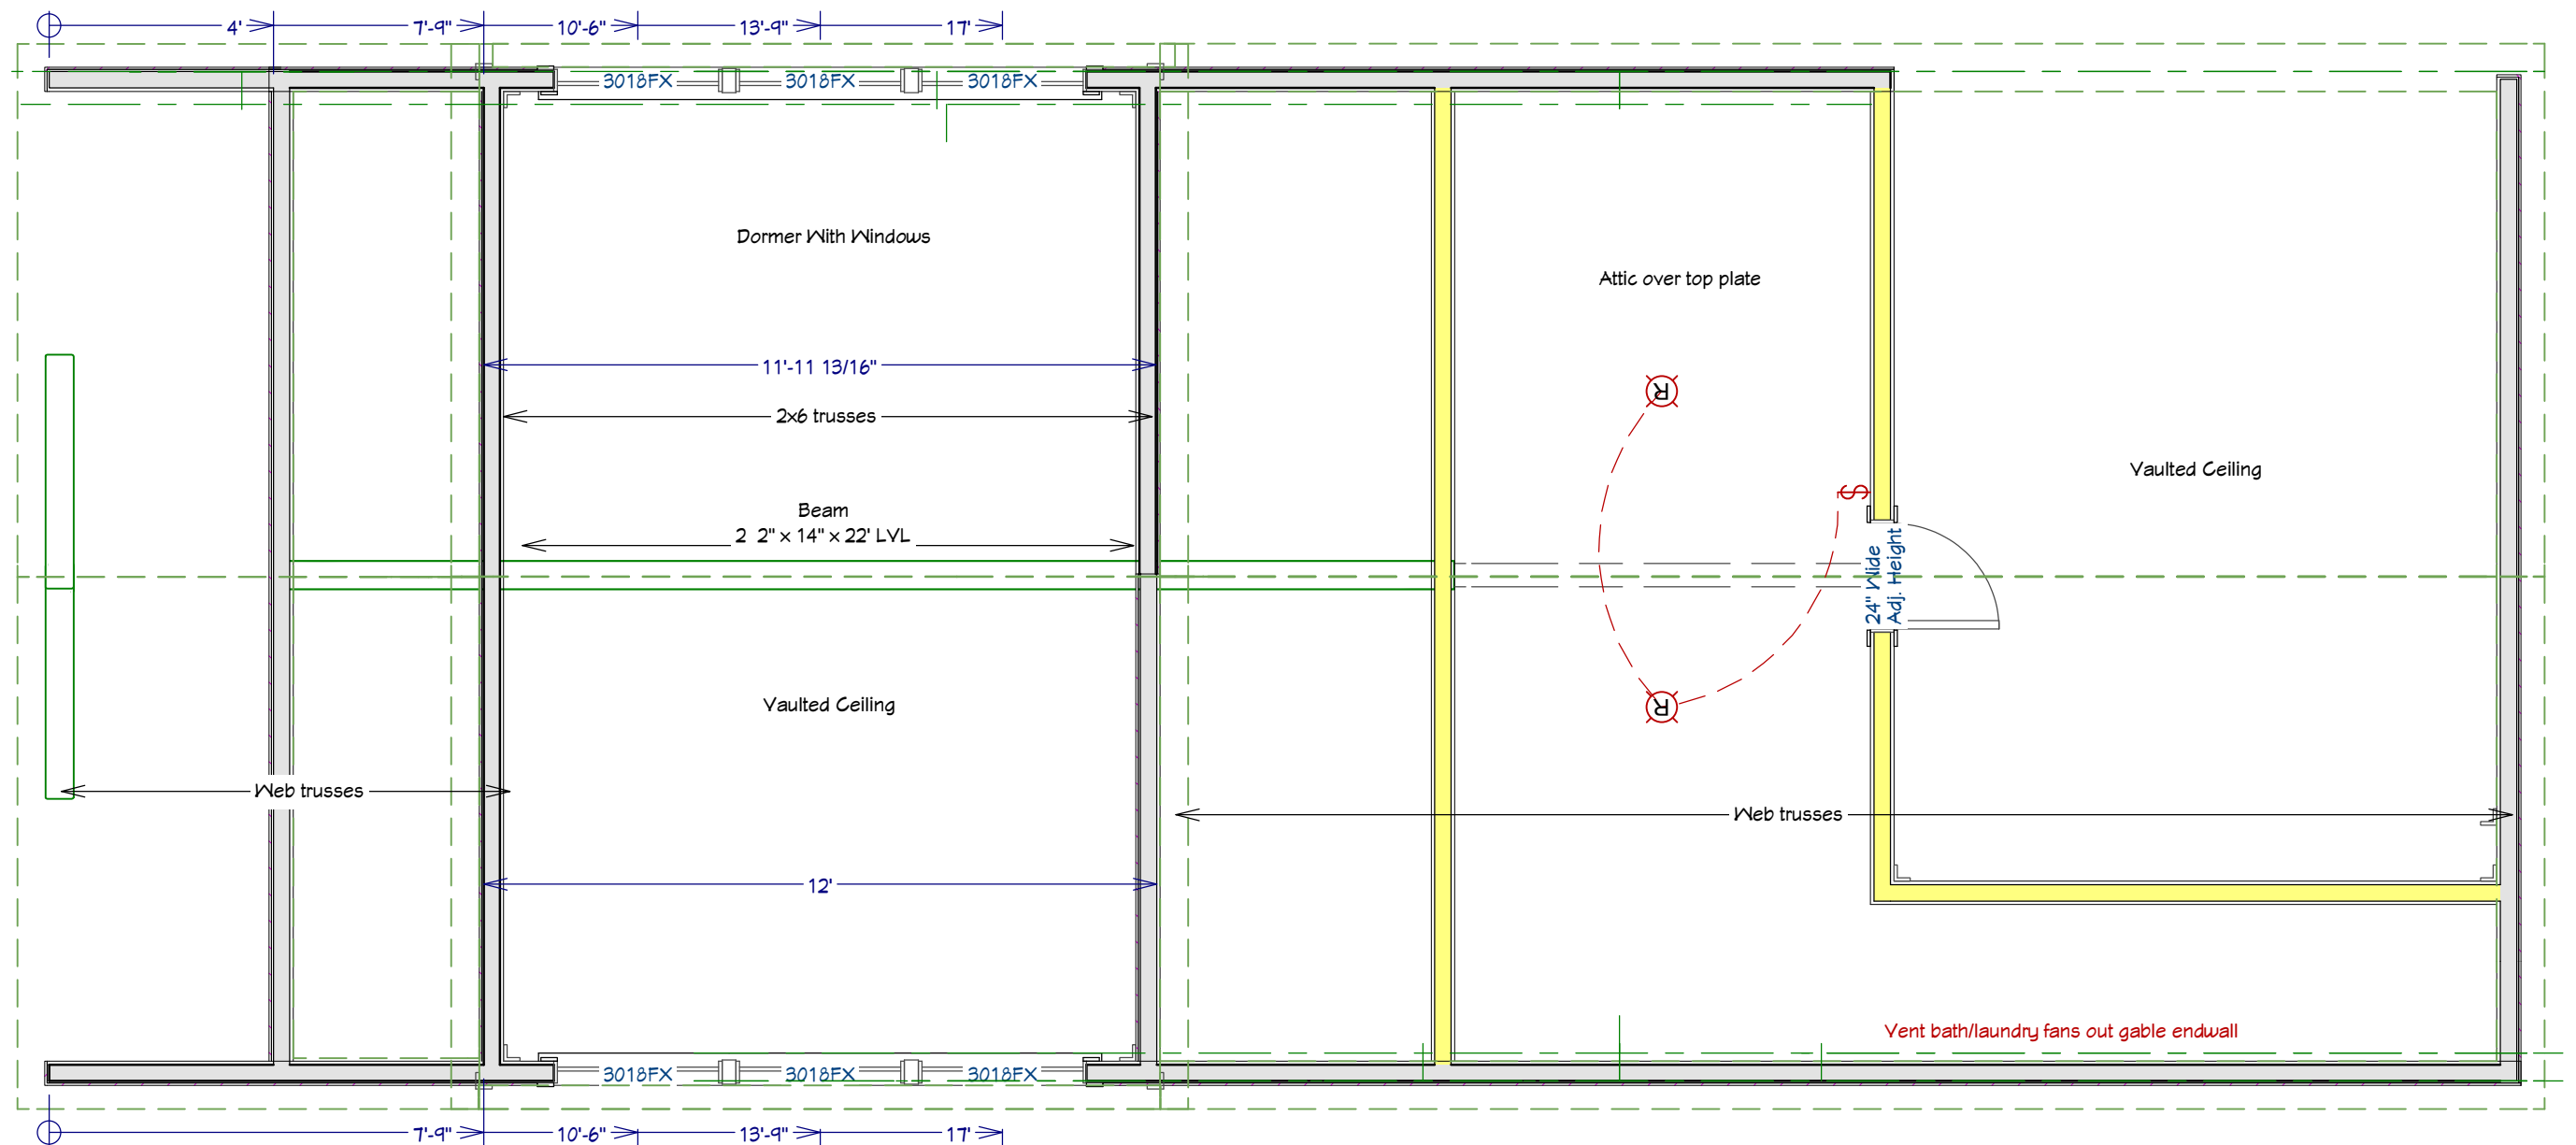 4' 7'-9" 10'-6" 13'-9" 17'
3018FX 3018FX 3018FX
Dormer With Windows
Attic over top plate
11'-11 13/16"
R
2x6 trusses
Vaulted Ceiling
$
Beam
2 2" x 14" x 22' LVL
24" Wide
Adj. Height
Vaulted Ceiling
R
Web trusses
Web trusses
12'
Vent bath/laundry fans out gable endwall
3018FX 3018FX 3018FX
7'-9" 10'-6" 13'-9" 17'